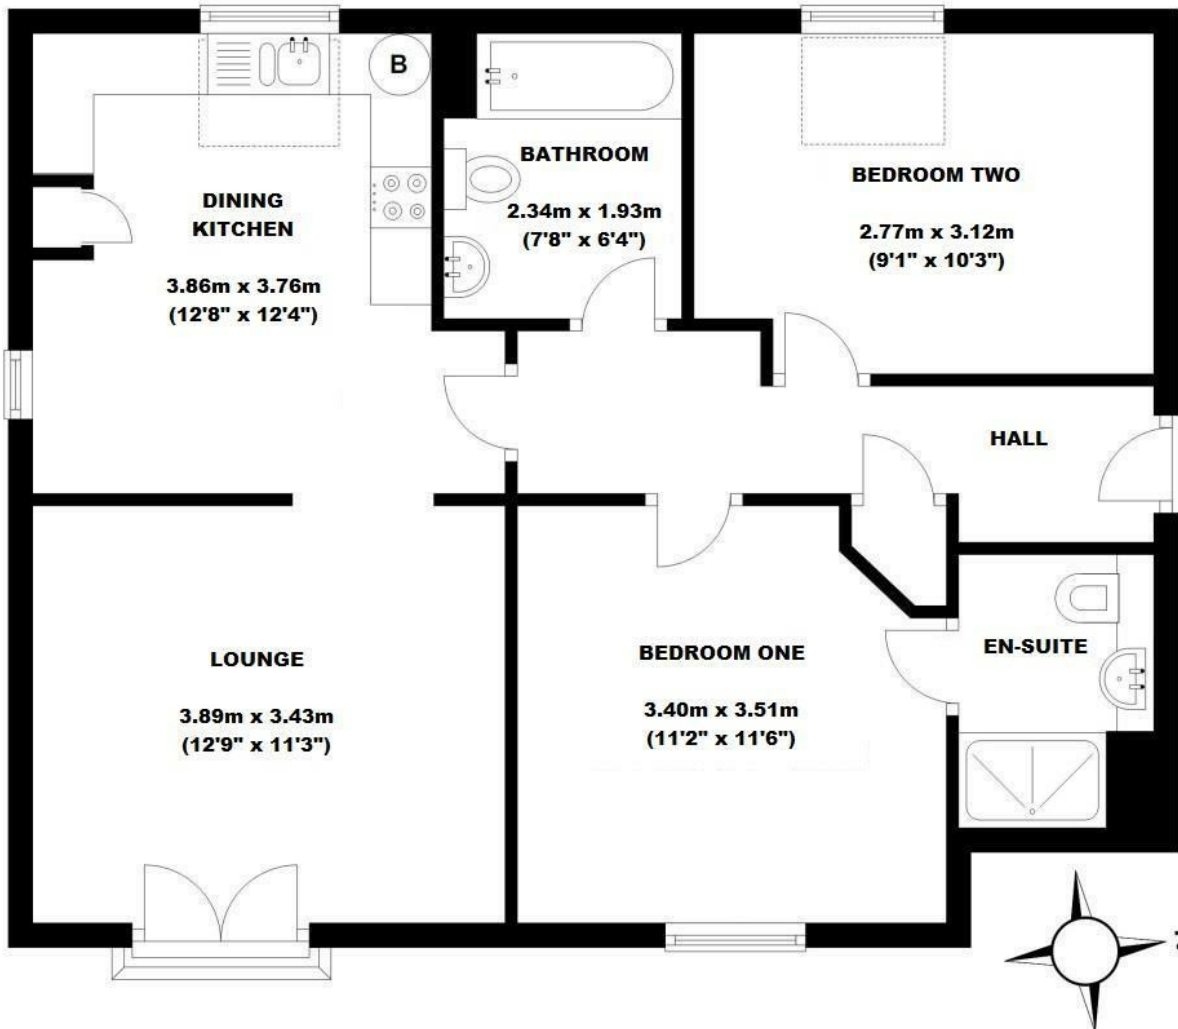 B
BATHROOM
2.34m x 1.93m
(7'8" x 6'4")
BEDROOM TWO
2.77m x 3.12m
(9'1" x 10'3")
DINING
KITCHEN
3.86m x 3.76m
(12'8" x 12'4")
HALL
LOUNGE
3.89m x 3.43m
(12'9" x 11'3")
BEDROOM ONE
3.40m x 3.51m
(11'2" x 11'6")
EN-SUITE